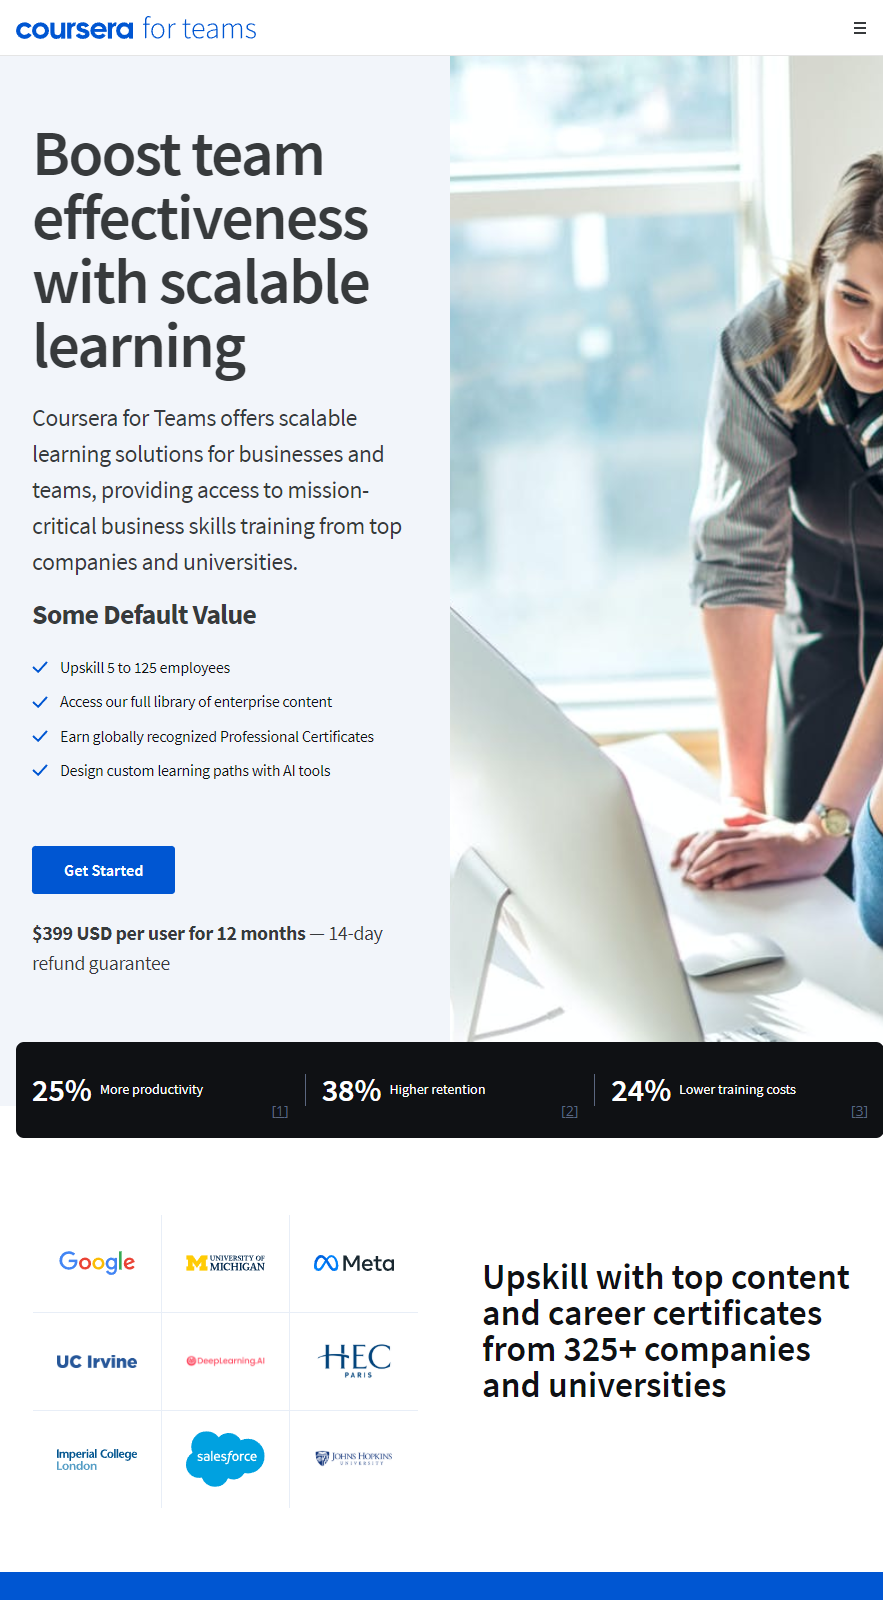 coursera for teams
Boost team
effectiveness
with scalable
learning
Coursera for Teams offers scalable
learning solutions for businesses and
teams, providing access to mission-
critical business skills training from top
companies and universities.
Some Default Value
Upskill 5 to 125 employees
Access our full library of enterprise content
Earn globally recognized Professional Certificates
Design custom learning paths with AI tools
Get Started
$399 USD per user for 12 months — 14-day
refund guarantee
25% More productivity [1]
38% Higher retention [2]
24% Lower training costs [3]
Google
UNIVERSITY OF
MICHIGAN
Meta
UC Irvine
DeepLearning.AI
HEC
PARIS
Imperial College
London
salesforce
JOHNS HOPKINS
UNIVERSITY
Upskill with top content
and career certificates
from 325+ companies
and universities